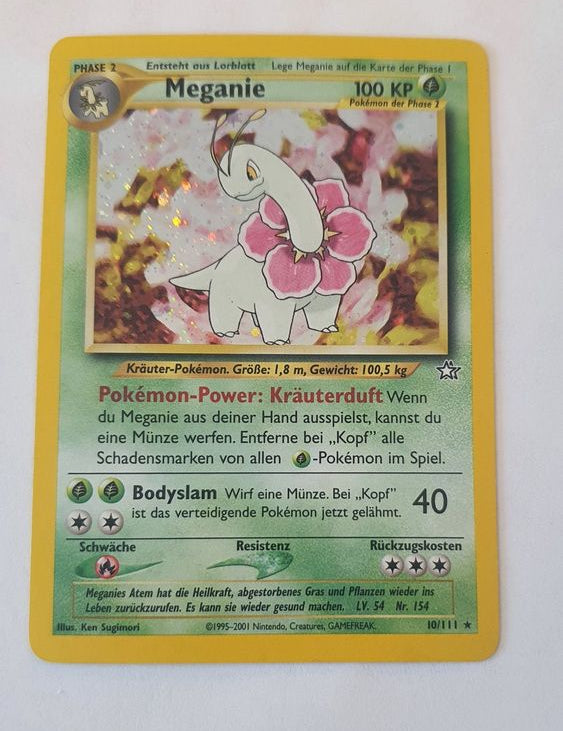 PHASE 2 Entsteht aus Lorblatt Lege Meganie auf die Karte der Phase 1
Meganie 100 KP
Pokémon der Phase 2
Kräuter-Pokémon. Größe: 1,8 m, Gewicht: 100,5 kg
Pokémon-Power: Kräuterduft Wenn
du Meganie aus deiner Hand ausspielst, kannst du
eine Münze werfen. Entferne bei „Kopf” alle
Schadensmarken von allen -Pokémon im Spiel.
Bodyslam Wirf eine Münze. Bei „Kopf” 40
ist das verteidigende Pokémon jetzt gelähmt.
Schwäche Resistenz Rückzugskosten
Meganies Atem hat die Heilkraft, abgestorbenes Gras und Pflanzen wieder ins
Leben zurückzurufen. Es kann sie wieder gesund machen. LV. 54 Nr. 154
Illus. Ken Sugimori ©1995-2001 Nintendo, Creatures, GAMEFREAK. 10/111 ★